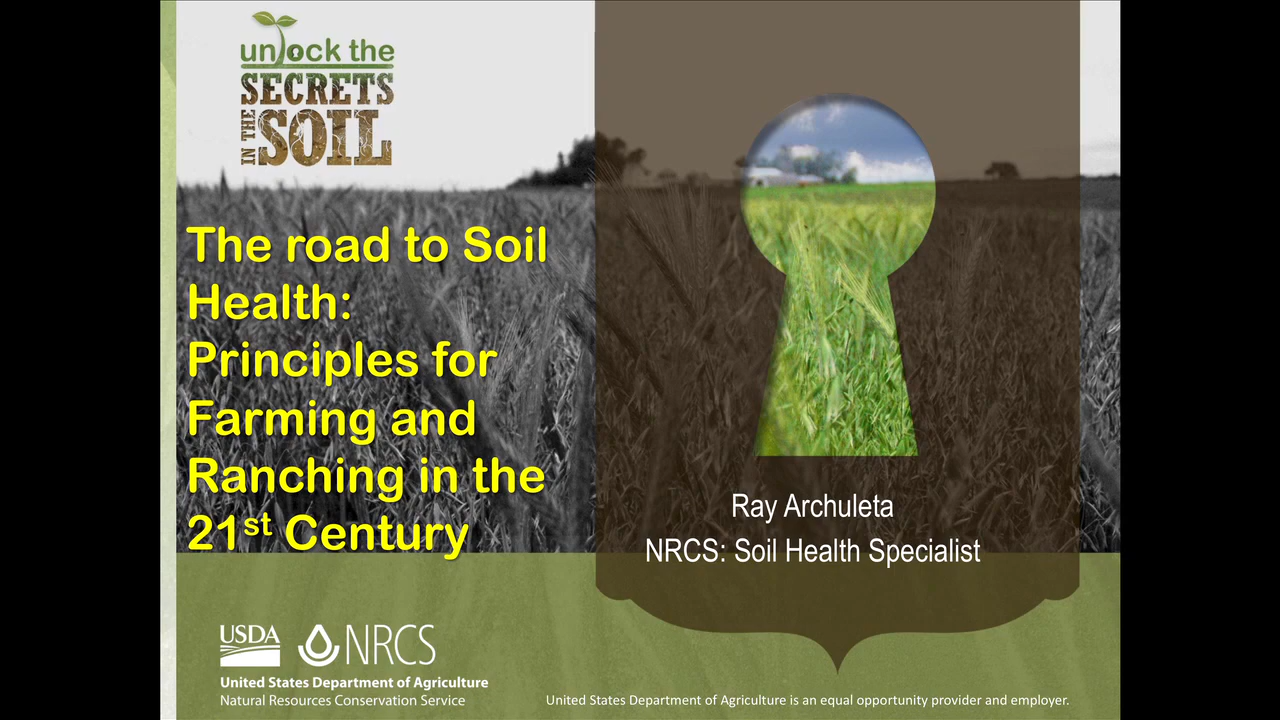 unlock the
SECRETS
IN THE SOIL
The road to Soil
Health:
Principles for
Farming and
Ranching in the
21st Century
Ray Archuleta
NRCS: Soil Health Specialist
USDA NRCS
United States Department of Agriculture
Natural Resources Conservation Service
United States Department of Agriculture is an equal opportunity provider and employer.